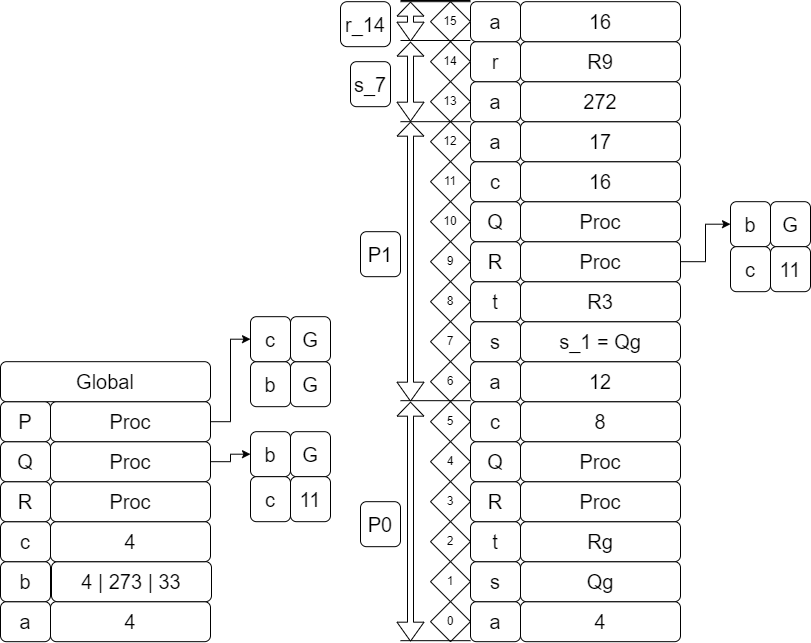 r_14 15 a 16
14 r R9
s_7
13 a 272
12 a 17
11 c 16
10 Q Proc
b G
P1
9 R Proc
c 11
8 t R3
c G
7 s s_1 = Qg
Global
b G
6 a 12
P Proc
5 c 8
Q Proc
b G
4 Q Proc
R Proc
c 11
3 R Proc
P0
c 4
2 t Rg
b 4 | 273 | 33
1 s Qg
a 4
0 a 4